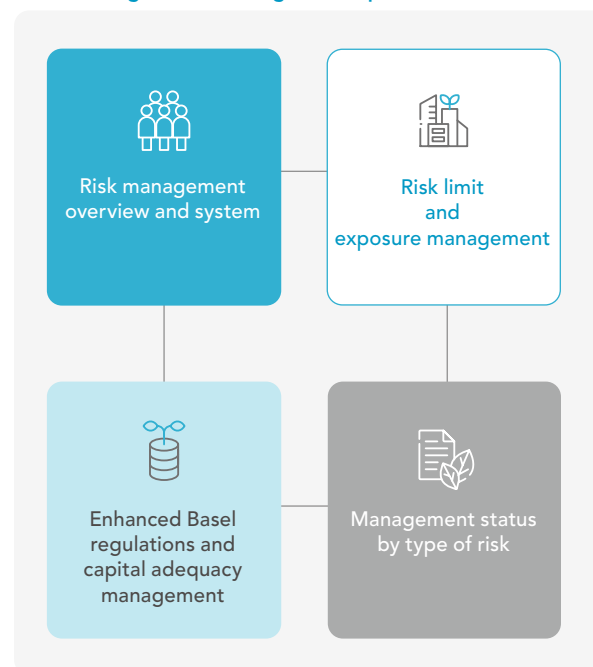 Risk management
overview and system
Risk limit
and
exposure management
Enhanced Basel
regulations and
capital adequacy
management
Management status
by type of risk